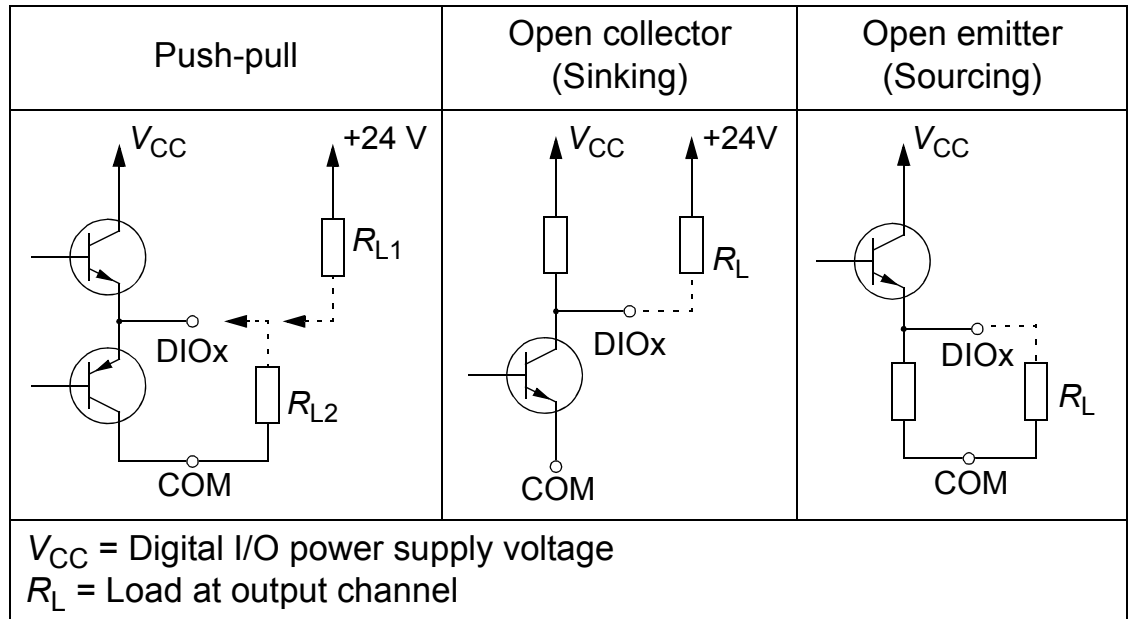 Push-pull
Open collector
(Sinking)
Open emitter
(Sourcing)
VCC
+24 V
RL1
DIOx
RL2
COM
VCC
+24V
RL
DIOx
COM
VCC
DIOx
RL
COM
VCC = Digital I/O power supply voltage
RL = Load at output channel